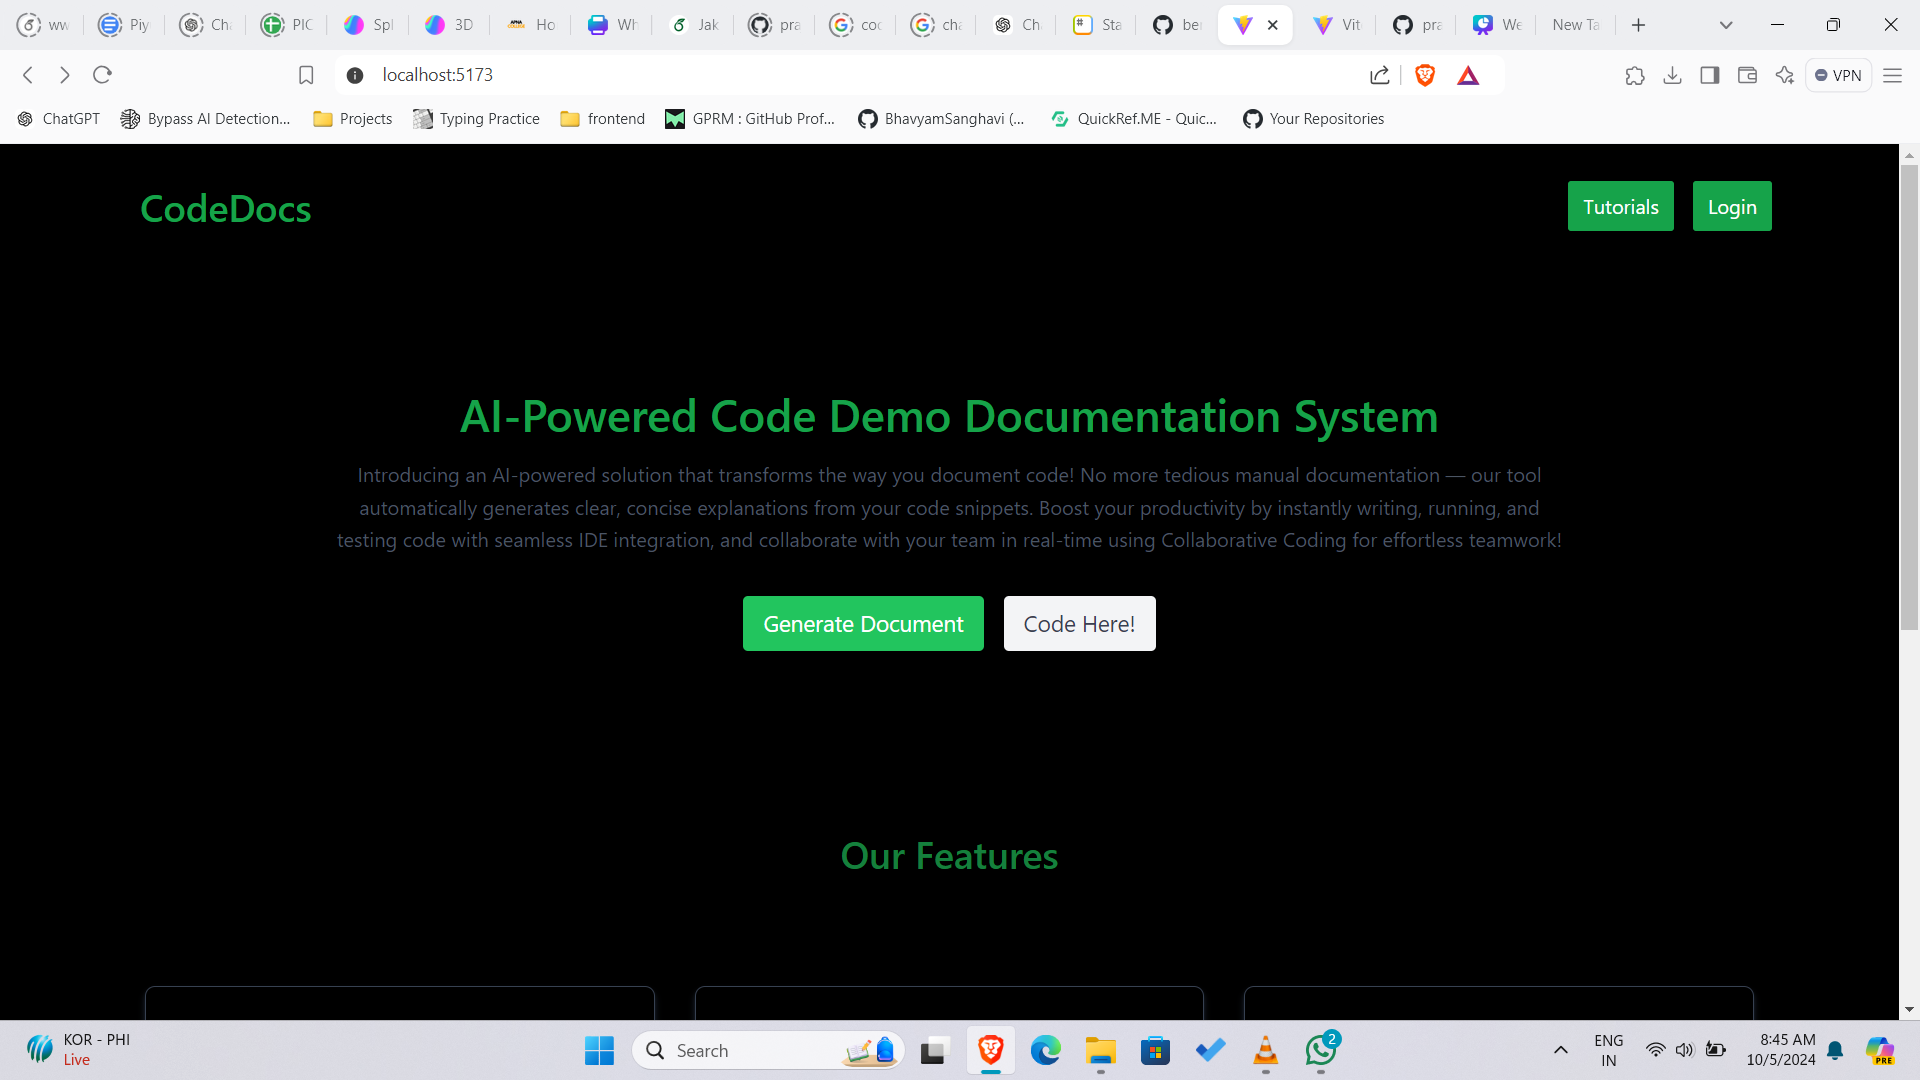 ww
Piy
Cha
PIC
Spl
3D
Ho
Wh
Jak
pra
coc
cha
Cha
Sta
ber
Vit
pra
We
New Ta
localhost:5173
VPN
ChatGPT
Bypass AI Detection...
Projects
Typing Practice
frontend
GPRM : GitHub Prof...
BhavyamSanghavi (...
QuickRef.ME - Quic...
Your Repositories
CodeDocs
Tutorials
Login
AI-Powered Code Demo Documentation System
Introducing an AI-powered solution that transforms the way you document code! No more tedious manual documentation — our tool
automatically generates clear, concise explanations from your code snippets. Boost your productivity by instantly writing, running, and
testing code with seamless IDE integration, and collaborate with your team in real-time using Collaborative Coding for effortless teamwork!
Generate Document
Code Here!
Our Features
KOR - PHI
Live
Search
2
ENG
IN
8:45 AM
10/5/2024
PRE